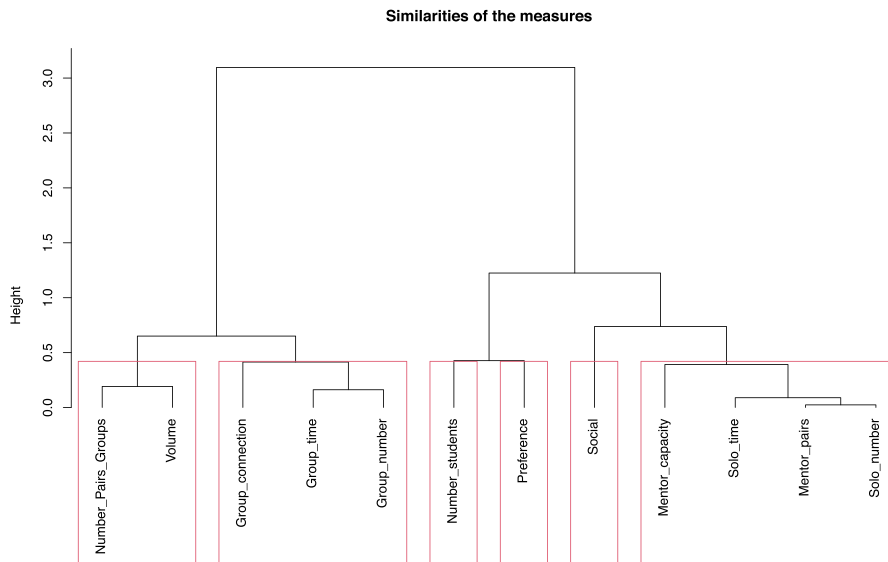 Similarities of the measures
Height
3.0
2.5
2.0
1.5
1.0
0.5
0.0
Number_Pairs_Groups
Volume
Group_connection
Group_time
Group_number
Number_students
Preference
Social
Mentor_capacity
Solo_time
Mentor_pairs
Solo_number